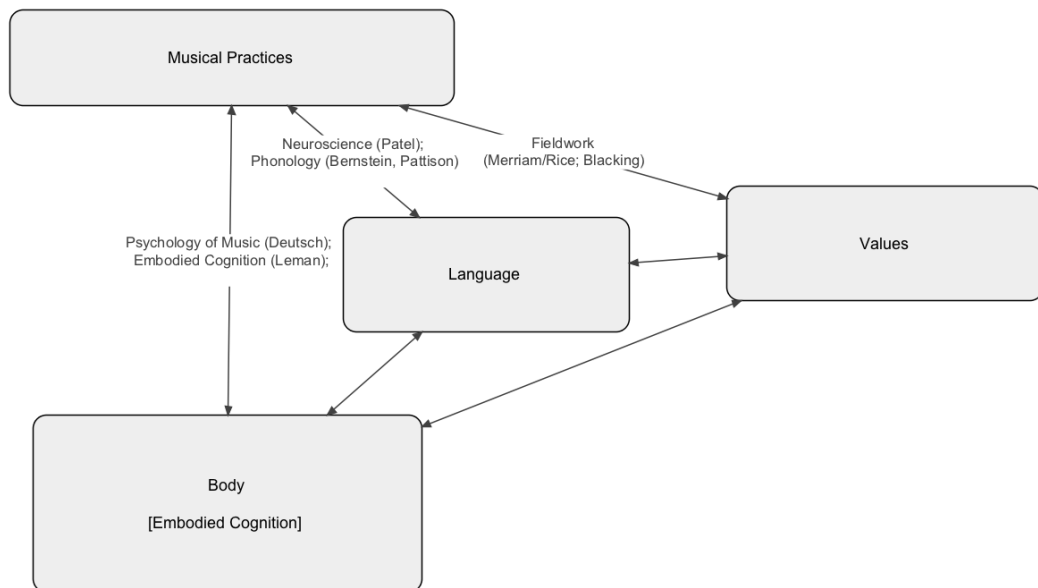 Musical Practices
Neuroscience (Patel);
Phonology (Bernstein, Pattison)
Fieldwork
(Merriam/Rice; Blacking)
Psychology of Music (Deutsch);
Embodied Cognition (Leman);
Language
Values
Body
[Embodied Cognition]